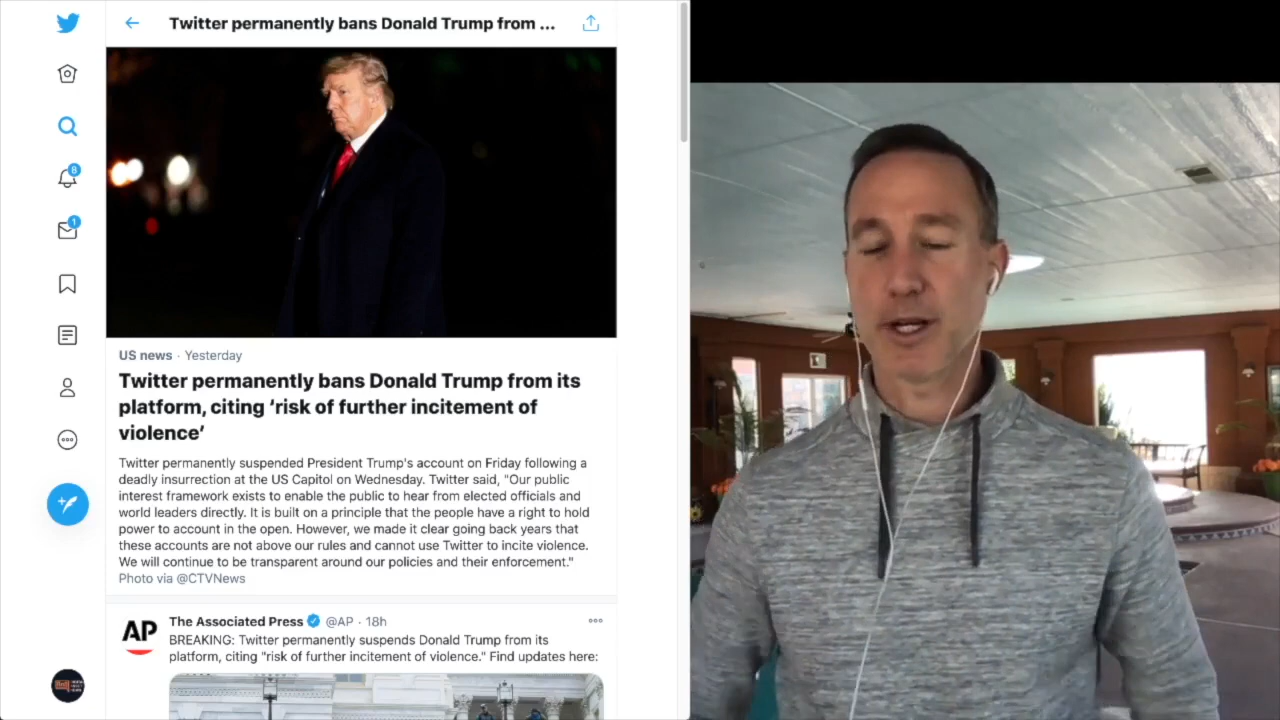 Twitter permanently bans Donald Trump from ...
8
1
US news · Yesterday
Twitter permanently bans Donald Trump from its
platform, citing ‘risk of further incitement of
violence’
Twitter permanently suspended President Trump's account on Friday following a
deadly insurrection at the US Capitol on Wednesday. Twitter said, "Our public
interest framework exists to enable the public to hear from elected officials and
world leaders directly. It is built on a principle that the people have a right to hold
power to account in the open. However, we made it clear going back years that
these accounts are not above our rules and cannot use Twitter to incite violence.
We will continue to be transparent around our policies and their enforcement."
Photo via @CTVNews
AP
The Associated Press @AP · 18h
BREAKING: Twitter permanently suspends Donald Trump from its
platform, citing "risk of further incitement of violence." Find updates here: